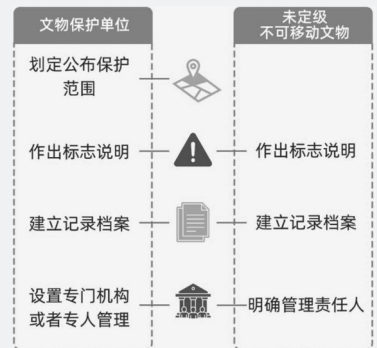 文物保护单位
未定级
不可移动文物
划定公布保护
范围
作出标志说明
作出标志说明
建立记录档案
建立记录档案
设置专门机构
或者专人管理
明确管理责任人